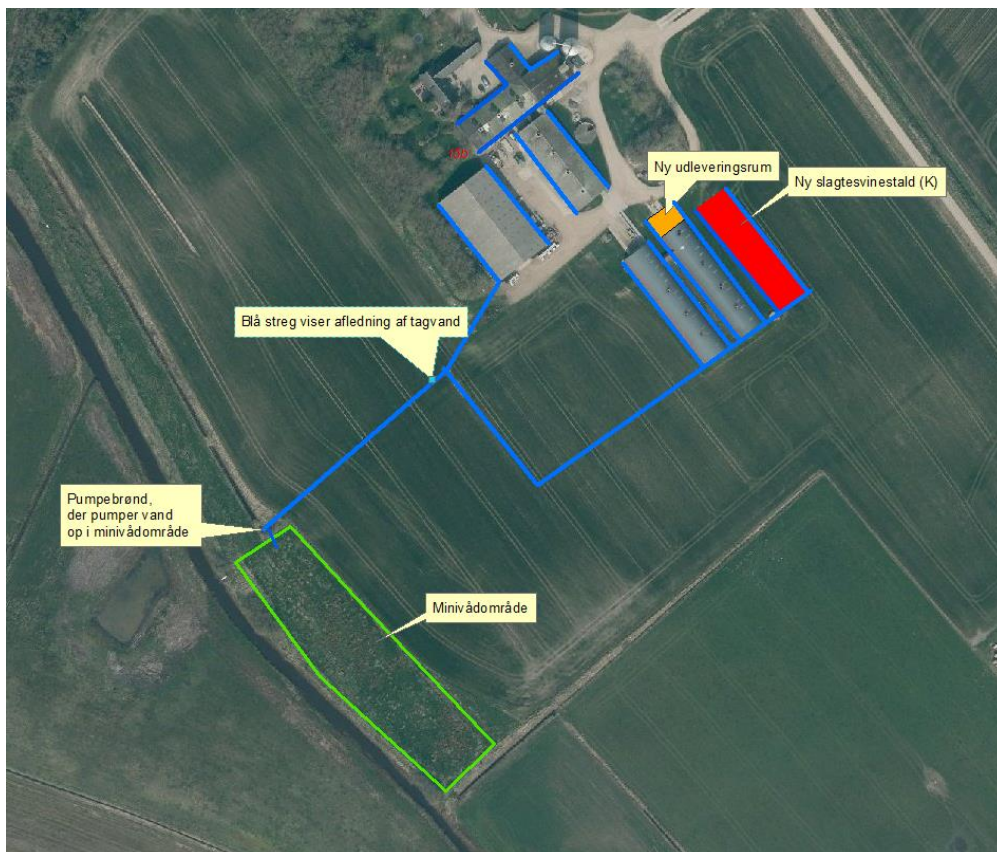 Ny udleveringsrum
Ny slagtesvinestald (K)
Blå streg viser afledning af tagvand
Pumpebrønd,
der pumper vand
op i minivådområde
Minivådområde